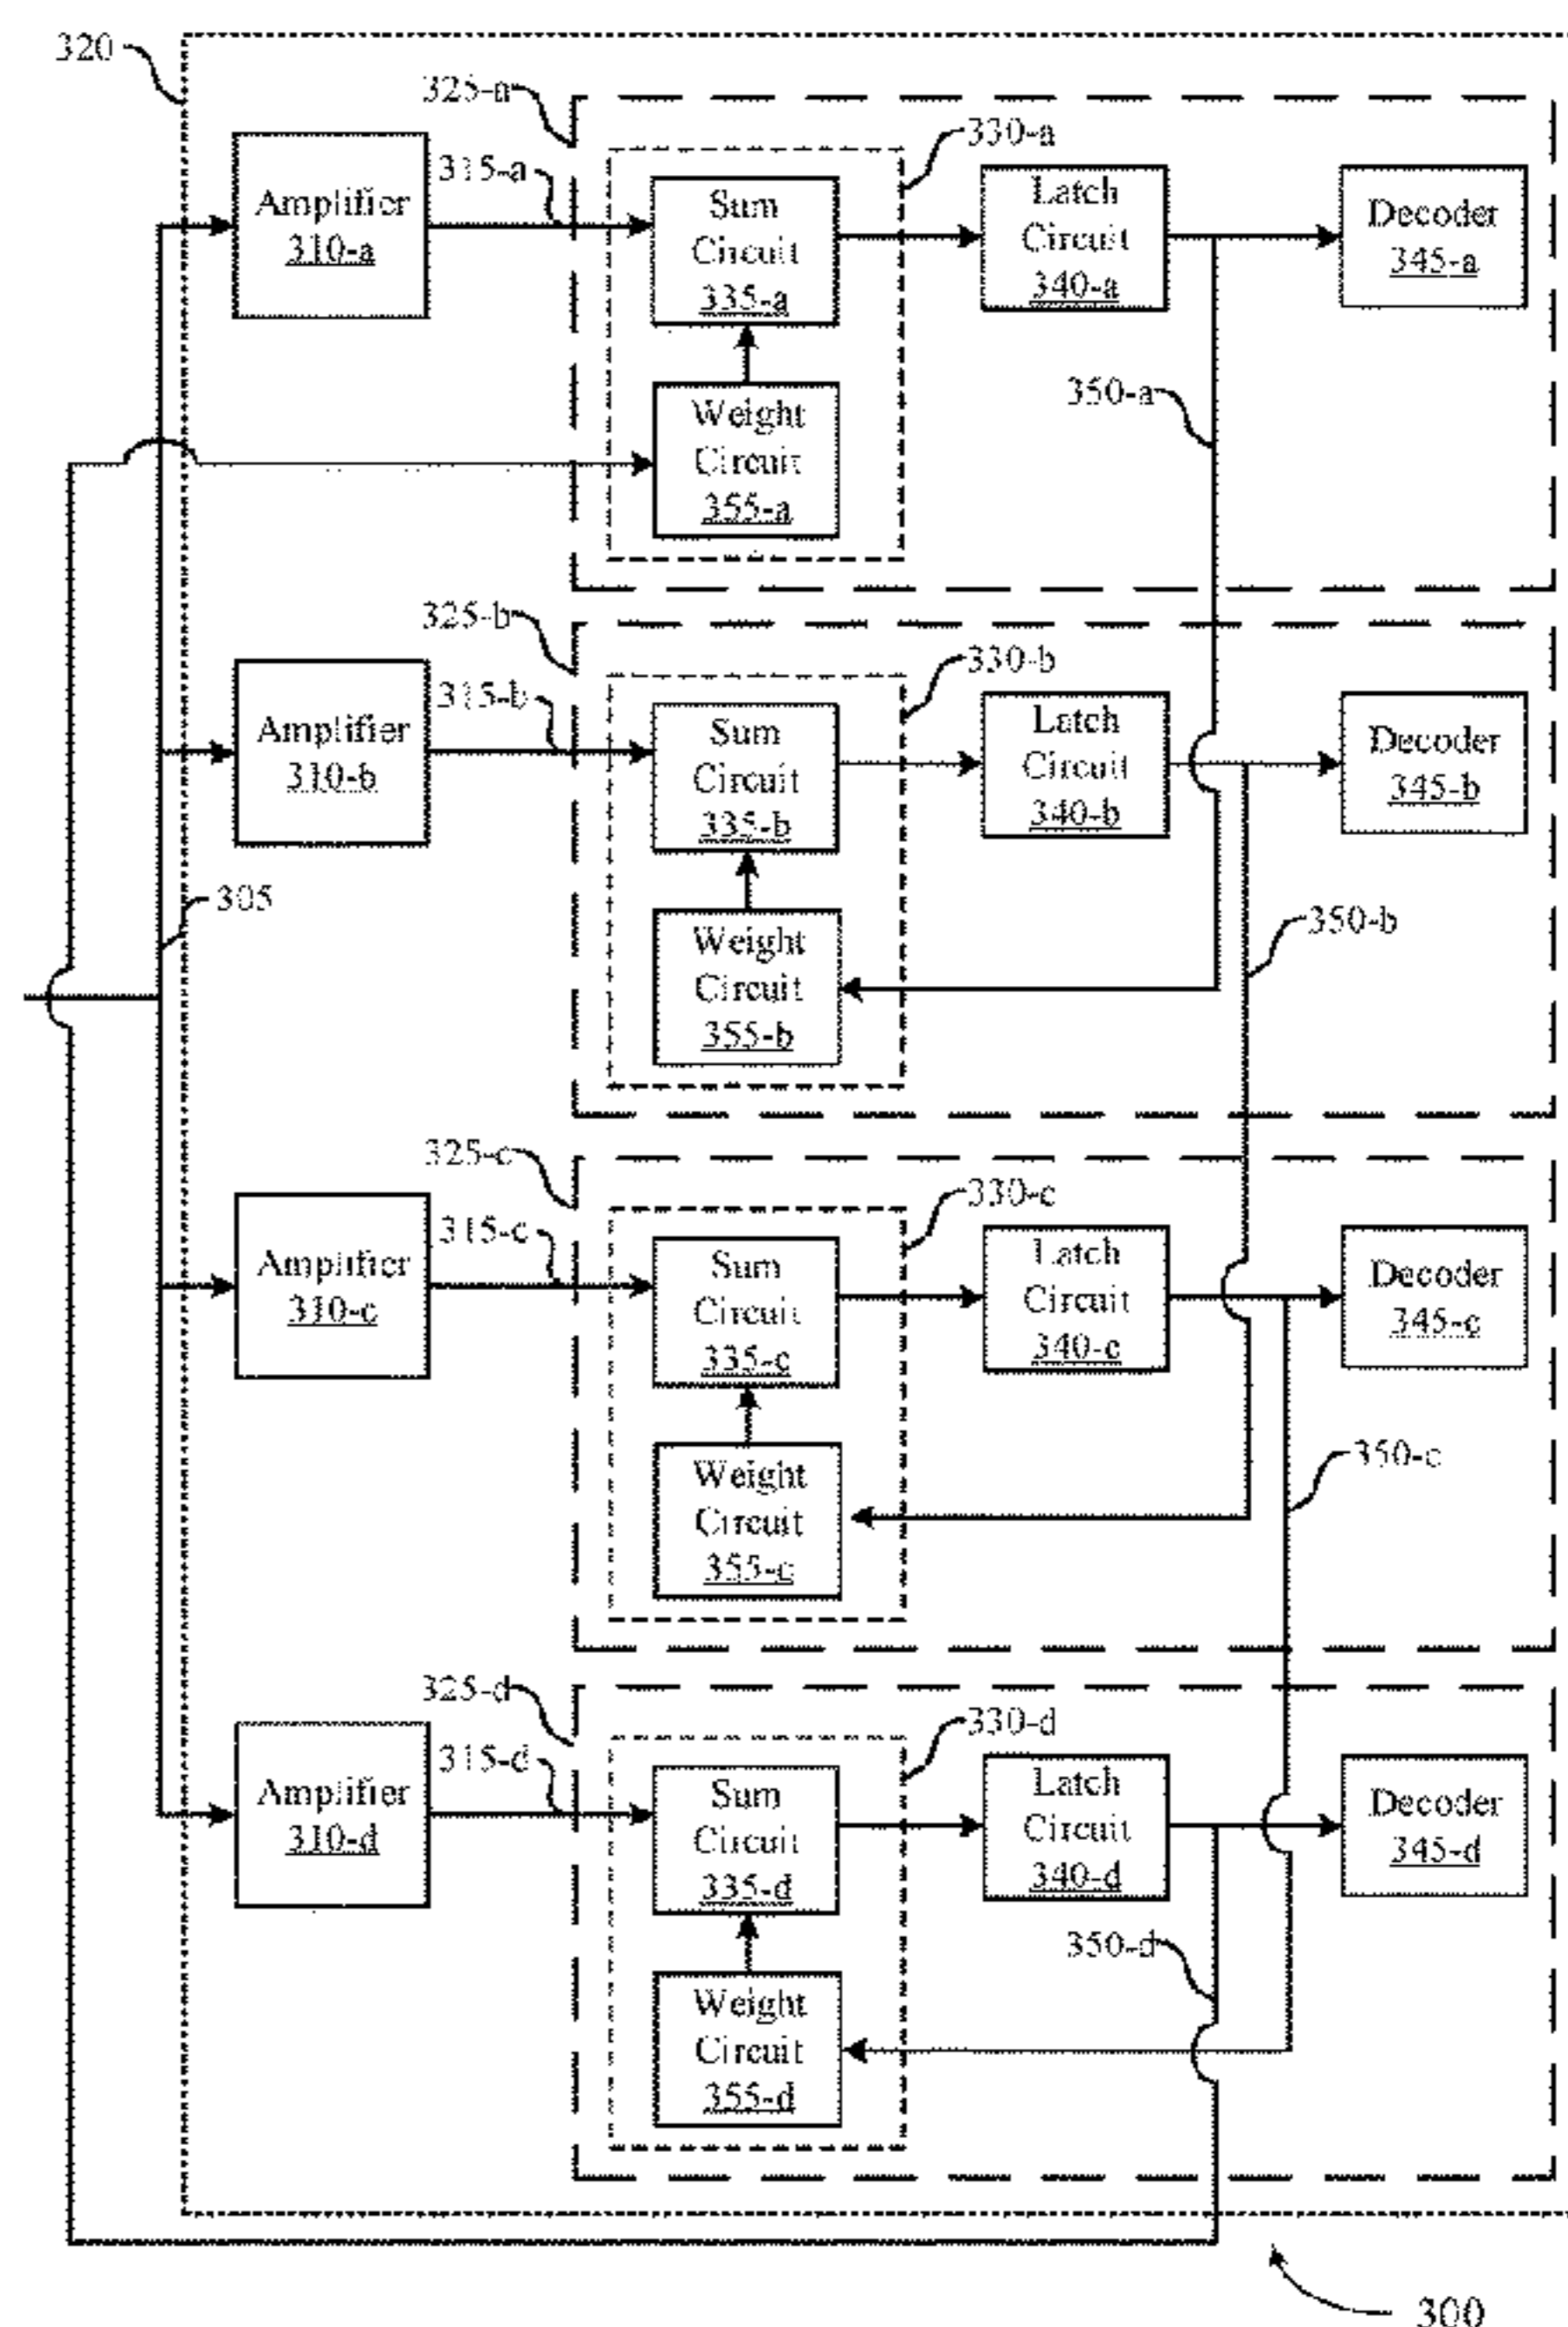 320
325-a
330-a
315-a
Amplifier
310-a
Sum
Circuit
335-a
Latch
Circuit
340-a
Decoder
345-a
350-a
Weight
Circuit
355-a
325-b
330-b
315-b
Amplifier
310-b
Sum
Circuit
335-b
Latch
Circuit
340-b
Decoder
345-b
305
350-b
Weight
Circuit
355-b
325-c
330-c
315-c
Amplifier
310-c
Sum
Circuit
335-c
Latch
Circuit
340-c
Decoder
345-c
350-c
Weight
Circuit
355-c
325-d
330-d
315-d
Amplifier
310-d
Sum
Circuit
335-d
Latch
Circuit
340-d
Decoder
345-d
350-d
Weight
Circuit
355-d
300